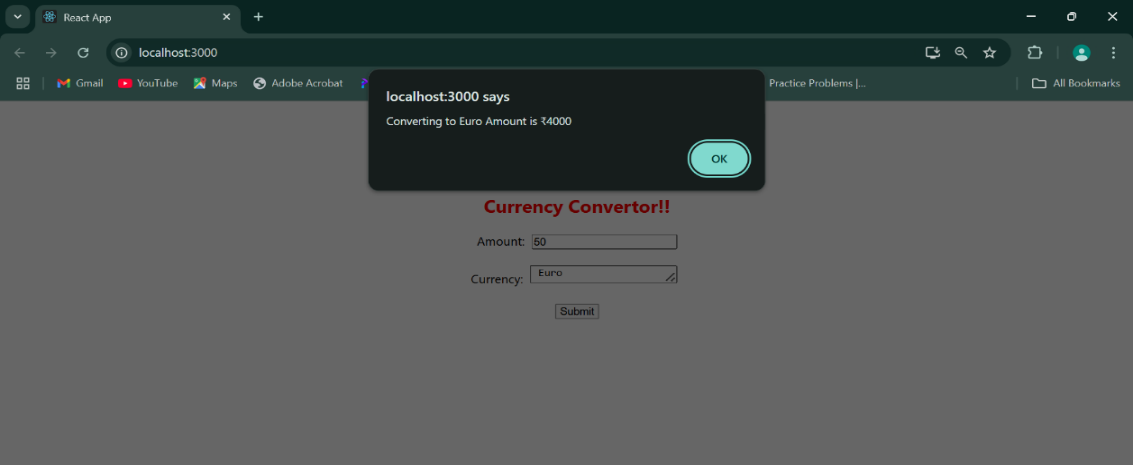 React App
localhost:3000
Gmail YouTube Maps Adobe Acrobat Practice Problems |... All Bookmarks
localhost:3000 says
Converting to Euro Amount is ₹4000
OK
Currency Convertor!!
Amount: 50
Currency: Euro
Submit